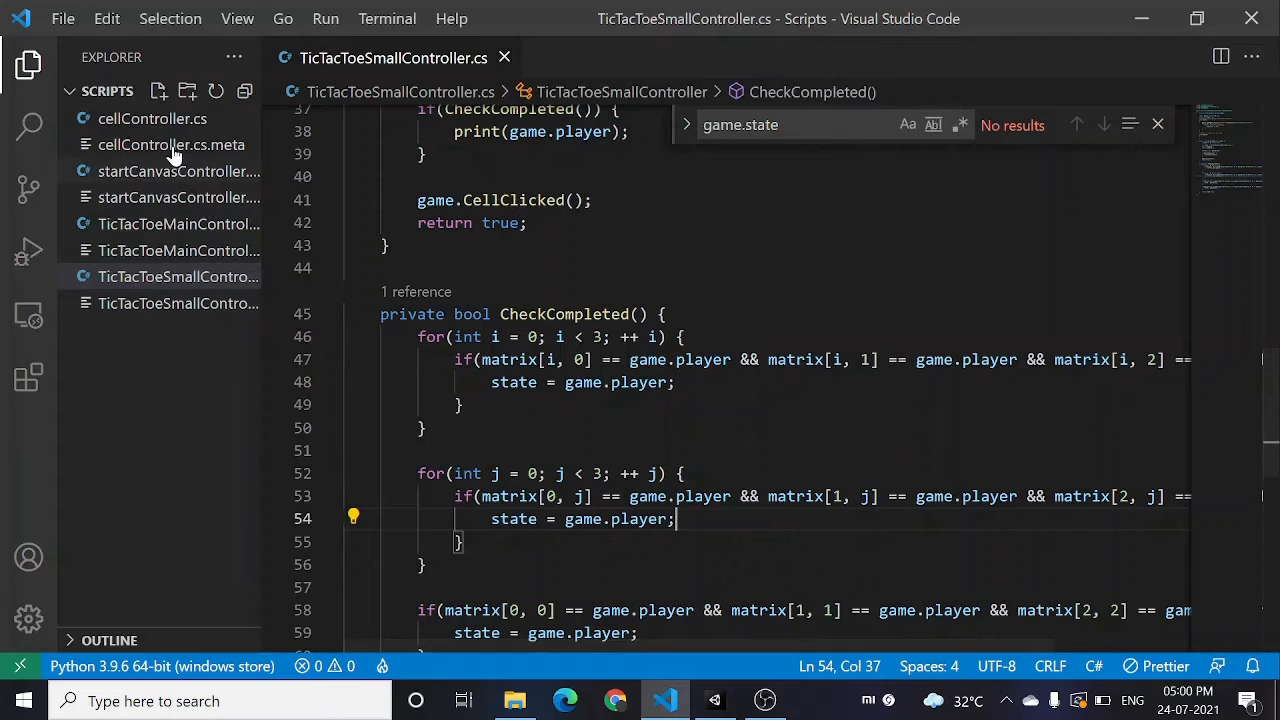 File Edit Selection View Go Run Terminal Help TicTacToeSmallController.cs - Scripts - Visual Studio Code
EXPLORER
TicTacToeSmallController.cs
SCRIPTS
TicTacToeSmallController.cs > TicTacToeSmallController > CheckCompleted()
cellController.cs
cellController.cs.meta
startCanvasController....
startCanvasController....
TicTacToeMainControl...
TicTacToeMainControl...
TicTacToeSmallContro...
TicTacToeSmallContro...
OUTLINE
game.state Aa Ab No results
37 if(CheckCompleted()) {
38 print(game.player);
39 }
40
41 game.CellClicked();
42 return true;
43 }
44
1 reference
45 private bool CheckCompleted() {
46 for(int i = 0; i < 3; ++ i) {
47 if(matrix[i, 0] == game.player && matrix[i, 1] == game.player && matrix[i, 2] ==
48 state = game.player;
49 }
50 }
51
52 for(int j = 0; j < 3; ++ j) {
53 if(matrix[0, j] == game.player && matrix[1, j] == game.player && matrix[2, j] ==
54 state = game.player;
55 }
56 }
57
58 if(matrix[0, 0] == game.player && matrix[1, 1] == game.player && matrix[2, 2] == gam
59 state = game.player;
Python 3.9.6 64-bit (windows store) 0 0 Ln 54, Col 37 Spaces: 4 UTF-8 CRLF C# Prettier
Type here to search mi 32°C ENG 05:00 PM
24-07-2021 1